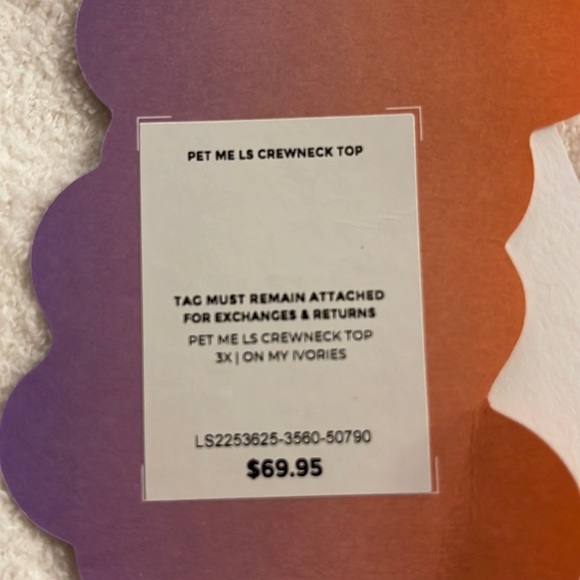 PET ME LS CREWNECK TOP
TAG MUST REMAIN ATTACHED
FOR EXCHANGES & RETURNS
PET ME LS CREWNECK TOP
3X | ON MY IVORIES
LS2253625-3560-50790
$69.95